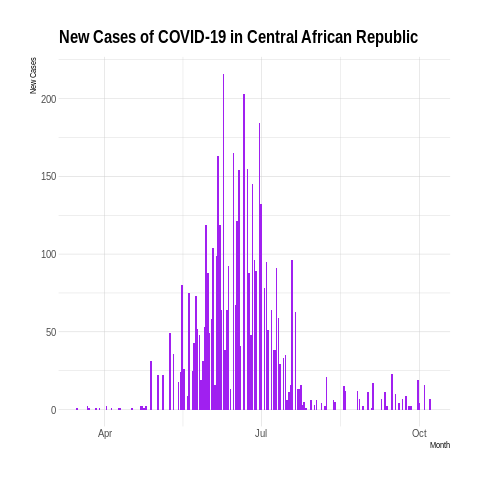 New Cases of COVID-19 in Central African Republic
New Cases
200
150
100
50
0
Apr Jul Oct
Month